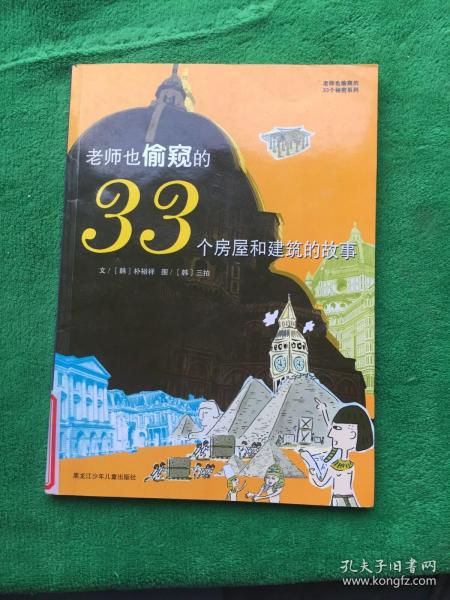 老师也偷窥的
33个秘密系列
老师也偷窥的
33
个房屋和建筑的故事
文/［韩］朴裕祥 图/［韩］三拍
黑龙江少年儿童出版社
孔夫子旧书网
www.kongfz.com